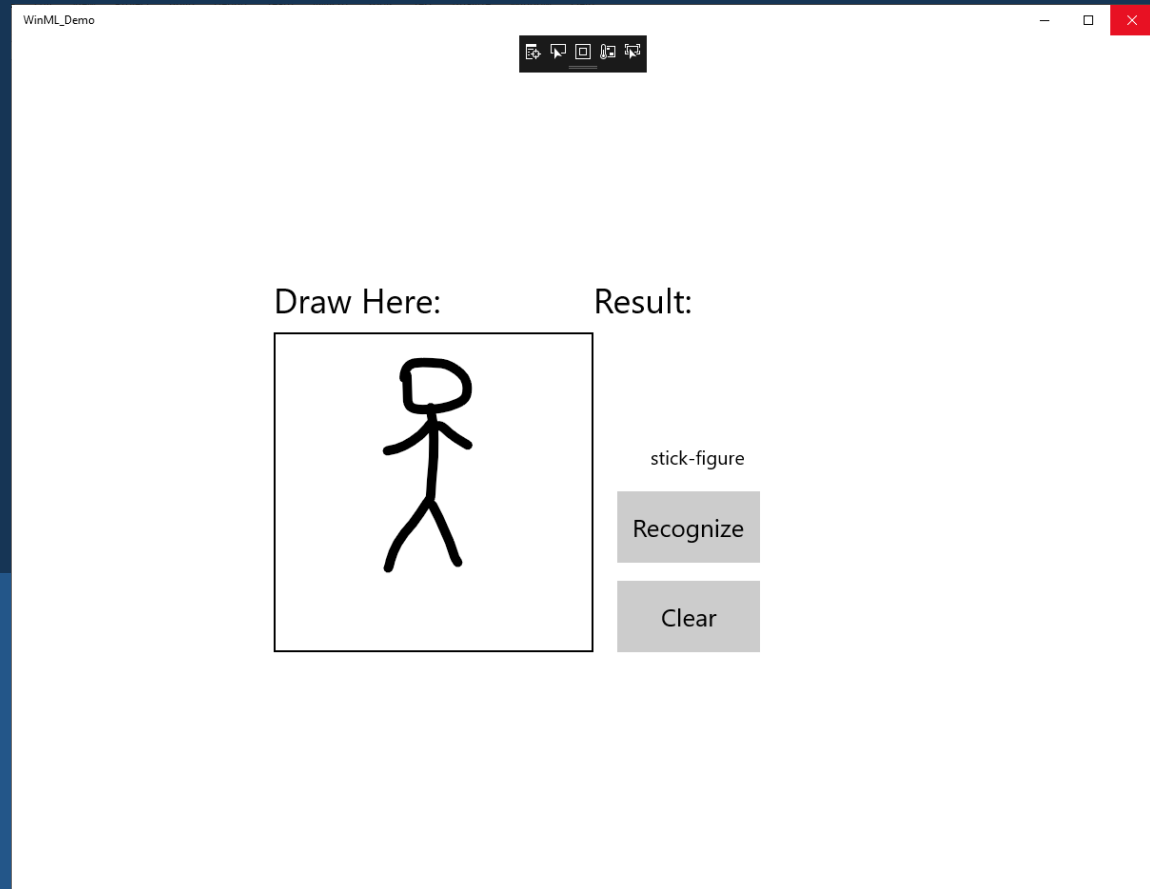 WinML_Demo
Draw Here:
Result:
stick-figure
Recognize
Clear